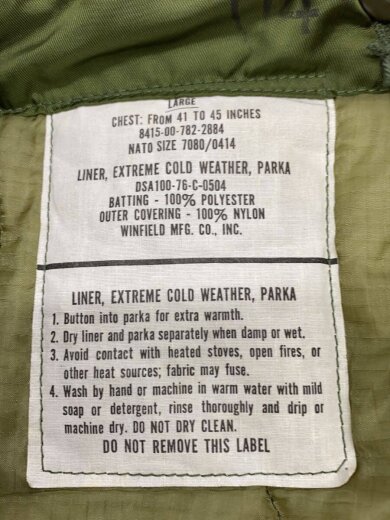 LARGE
CHEST: FROM 41 TO 45 INCHES
8415-00-782-2884
NATO SIZE 7080/0414
LINER, EXTREME COLD WEATHER, PARKA
DSA100-76-C-0504
BATTING - 100% POLYESTER
OUTER COVERING - 100% NYLON
WINFIELD MFG. CO., INC.
LINER, EXTREME COLD WEATHER, PARKA
1. Button into parka for extra warmth.
2. Dry liner and parka separately when damp or wet.
3. Avoid contact with heated stoves, open fires, or
other heat sources; fabric may fuse.
4. Wash by hand or machine in warm water with mild
soap or detergent, rinse thoroughly and drip or
machine dry. DO NOT DRY CLEAN.
DO NOT REMOVE THIS LABEL